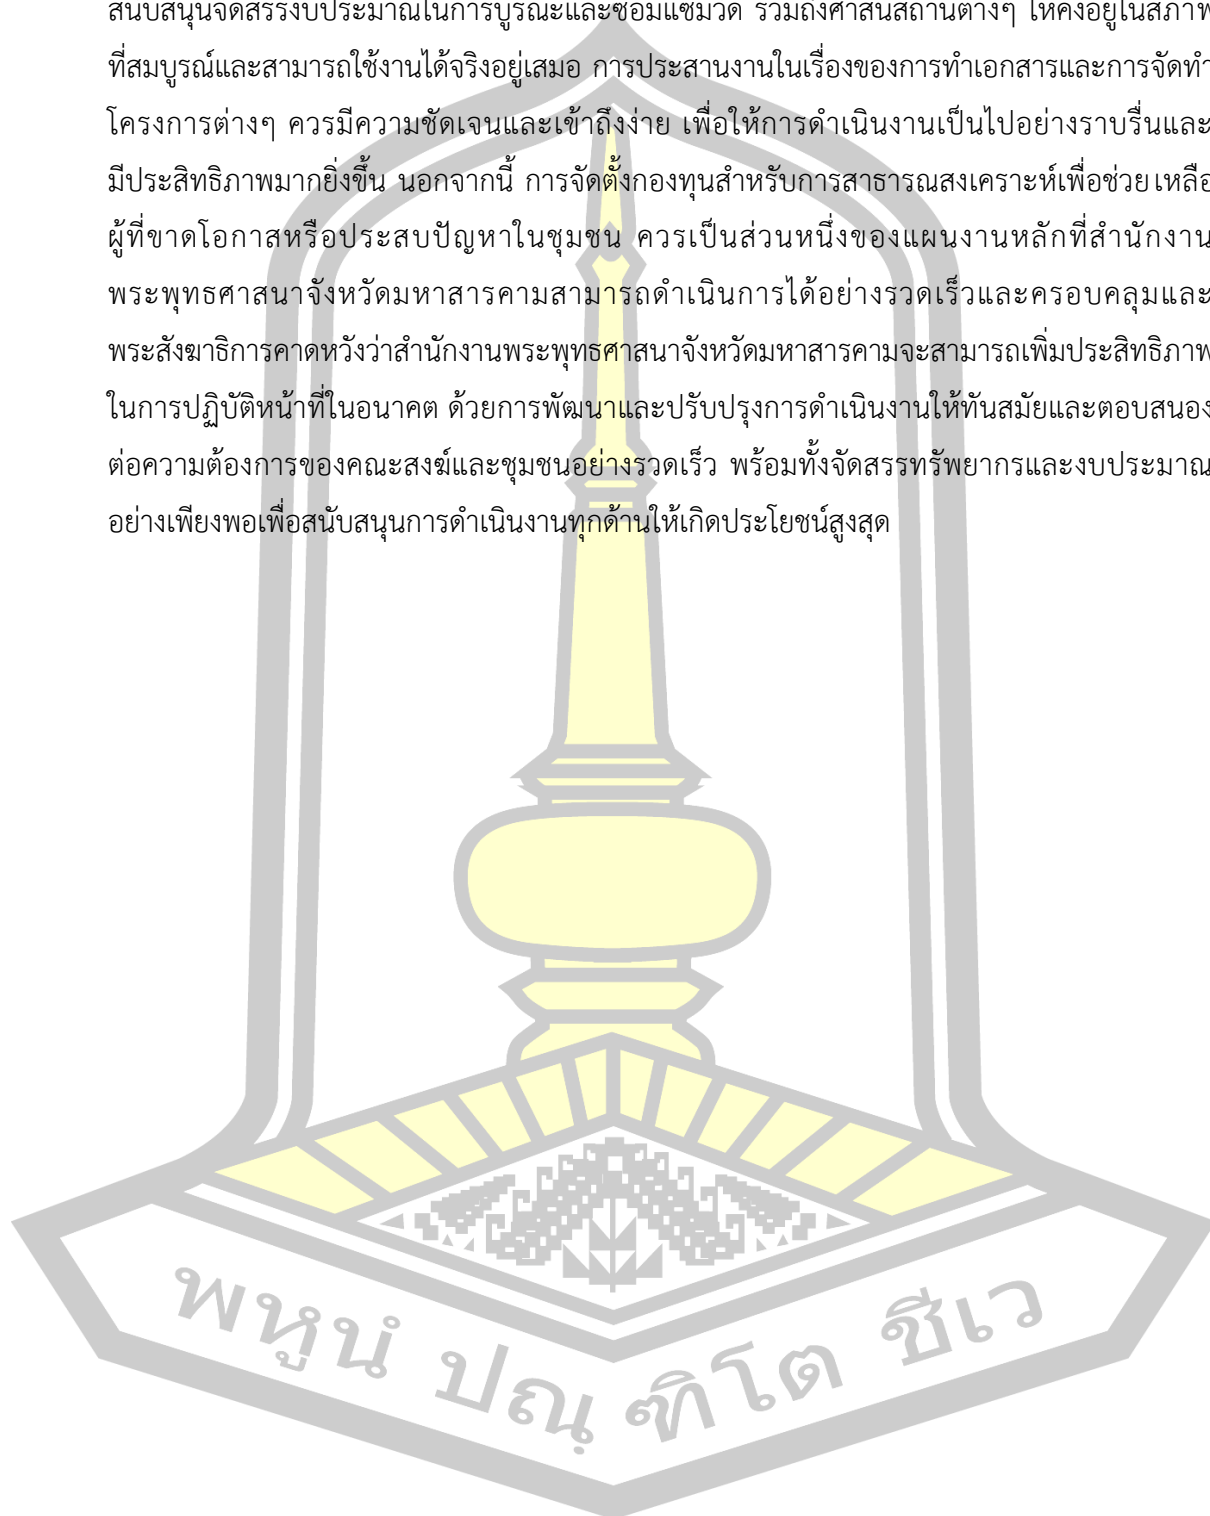 สนับสนุนจัดสรรงบประมาณในการบูรณะและซ่อมแซมวัด รวมถึงศาสนสถานต่างๆ ให้คงอยู่ในสภาพ
ที่สมบูรณ์และสามารถใช้งานได้จริงอยู่เสมอ การประสานงานในเรื่องของการทำเอกสารและการจัดทำ
โครงการต่างๆ ควรมีความชัดเจนและเข้าถึงง่าย เพื่อให้การดำเนินงานเป็นไปอย่างราบรื่นและ
มีประสิทธิภาพมากยิ่งขึ้น นอกจากนี้ การจัดตั้งกองทุนสำหรับการสาธารณสงเคราะห์เพื่อช่วยเหลือ
ผู้ที่ขาดโอกาสหรือประสบปัญหาในชุมชน ควรเป็นส่วนหนึ่งของแผนงานหลักที่สำนักงาน
พระพุทธศาสนาจังหวัดมหาสารคามสามารถดำเนินการได้อย่างรวดเร็วและครอบคลุมและ
พระสังฆาธิการคาดหวังว่าสำนักงานพระพุทธศาสนาจังหวัดมหาสารคามจะสามารถเพิ่มประสิทธิภาพ
ในการปฏิบัติหน้าที่ในอนาคต ด้วยการพัฒนาและปรับปรุงการดำเนินงานให้ทันสมัยและตอบสนอง
ต่อความต้องการของคณะสงฆ์และชุมชนอย่างรวดเร็ว พร้อมทั้งจัดสรรทรัพยากรและงบประมาณ
อย่างเพียงพอเพื่อสนับสนุนการดำเนินงานทุกด้านให้เกิดประโยชน์สูงสุด
พหูนํ ปณฺฑิโต ชีเว